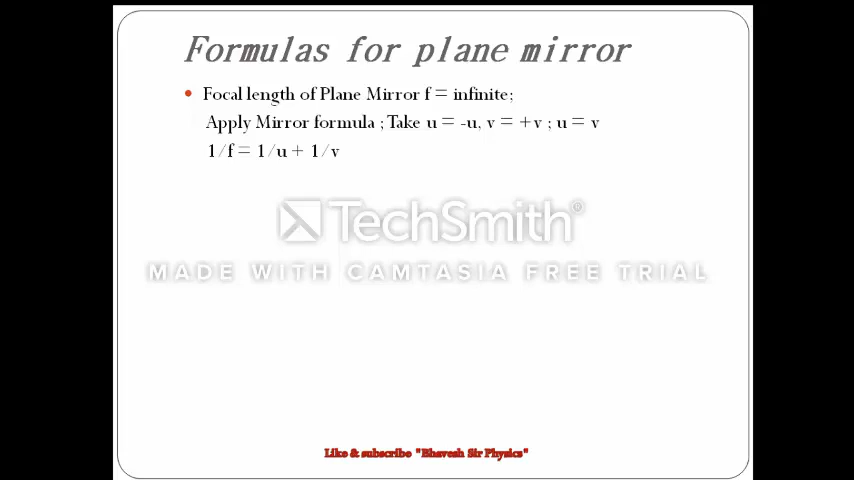 Formulas for plane mirror
• Focal length of Plane Mirror f = infinite;
Apply Mirror formula ; Take u = -u, v = +v ; u = v
1/f = 1/u + 1/v
TechSmith®
MADE WITH CAMTASIA FREE TRIAL
Like & subscribe "Bhavesh Sir Physics"